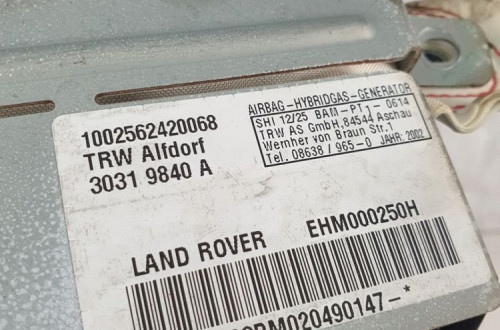 1002562420068
TRW Alfdorf
3031 9840 A
AIRBAG-HYBRIDGAS-GENERATOR
SHI 12/25 BAM-PT1-0614
TRW AS GmbH, 84544 Aschau
Wernher von Braun Str.1
Tel. 08638/965-0 JAHR: 2002
LAND ROVER EHM000250H